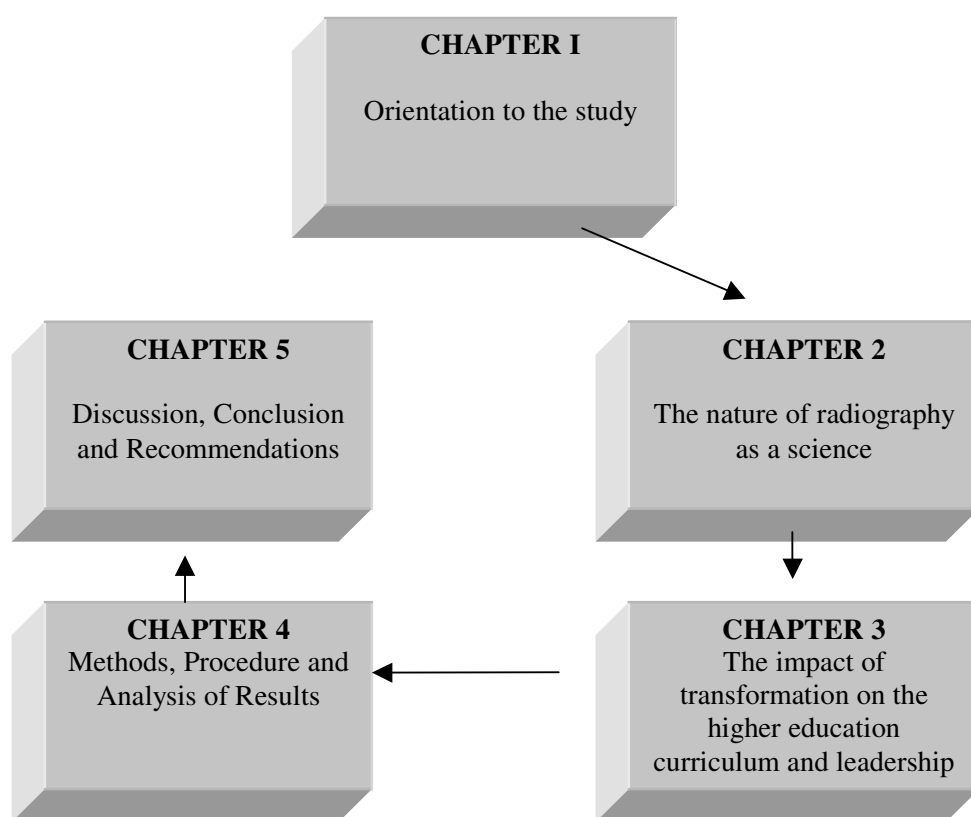 CHAPTER I
Orientation to the study
CHAPTER 5
Discussion, Conclusion
and Recommendations
CHAPTER 2
The nature of radiography
as a science
CHAPTER 4
Methods, Procedure and
Analysis of Results
CHAPTER 3
The impact of
transformation on the
higher education
curriculum and leadership